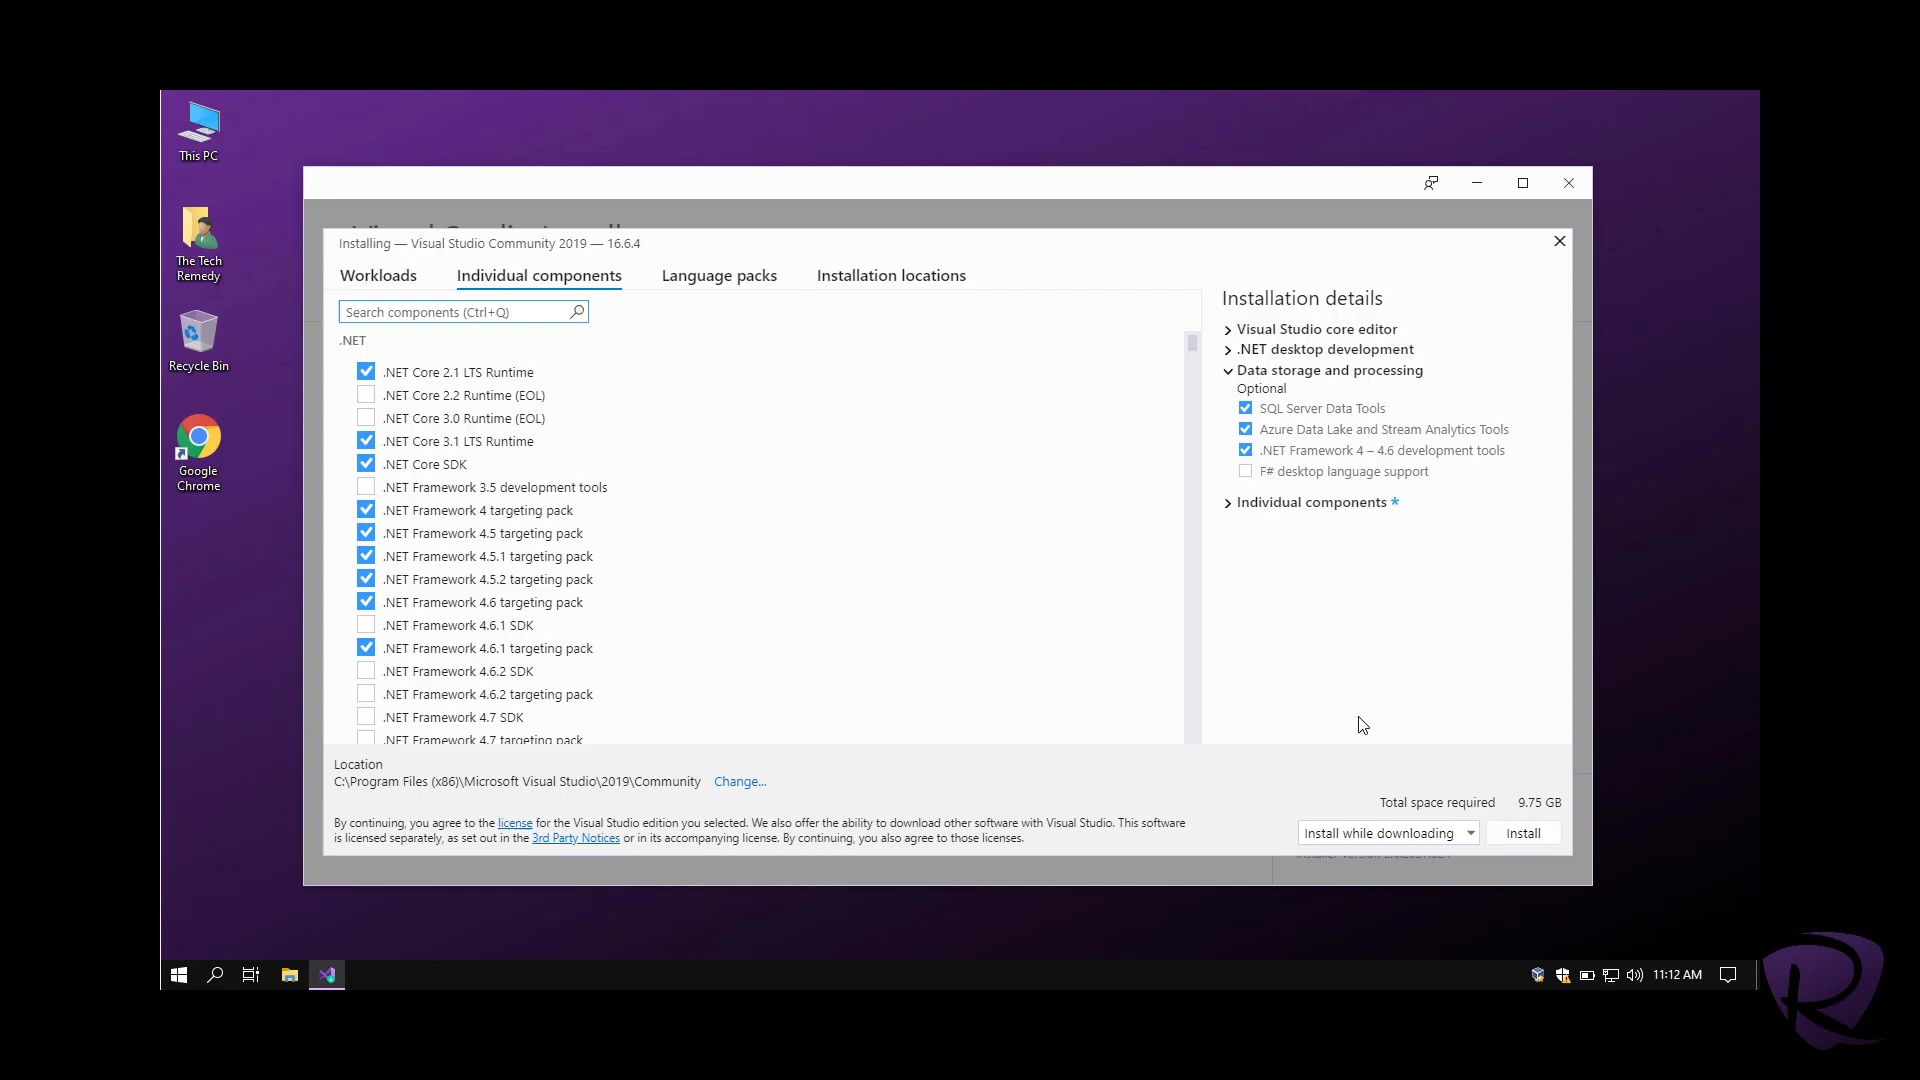 This PC
The Tech
Remedy
Recycle Bin
Google
Chrome
Installing — Visual Studio Community 2019 — 16.6.4
Workloads
Individual components
Language packs
Installation locations
Search components (Ctrl+Q)
.NET
.NET Core 2.1 LTS Runtime
.NET Core 2.2 Runtime (EOL)
.NET Core 3.0 Runtime (EOL)
.NET Core 3.1 LTS Runtime
.NET Core SDK
.NET Framework 3.5 development tools
.NET Framework 4 targeting pack
.NET Framework 4.5 targeting pack
.NET Framework 4.5.1 targeting pack
.NET Framework 4.5.2 targeting pack
.NET Framework 4.6 targeting pack
.NET Framework 4.6.1 SDK
.NET Framework 4.6.1 targeting pack
.NET Framework 4.6.2 SDK
.NET Framework 4.6.2 targeting pack
.NET Framework 4.7 SDK
.NET Framework 4.7 targeting pack
Installation details
Visual Studio core editor
.NET desktop development
Data storage and processing
Optional
SQL Server Data Tools
Azure Data Lake and Stream Analytics Tools
.NET Framework 4 – 4.6 development tools
F# desktop language support
Individual components *
Location
C:\Program Files (x86)\Microsoft Visual Studio\2019\Community Change...
By continuing, you agree to the license for the Visual Studio edition you selected. We also offer the ability to download other software with Visual Studio. This software
is licensed separately, as set out in the 3rd Party Notices or in its accompanying license. By continuing, you also agree to those licenses.
Total space required 9.75 GB
Install while downloading
Install
11:12 AM
R